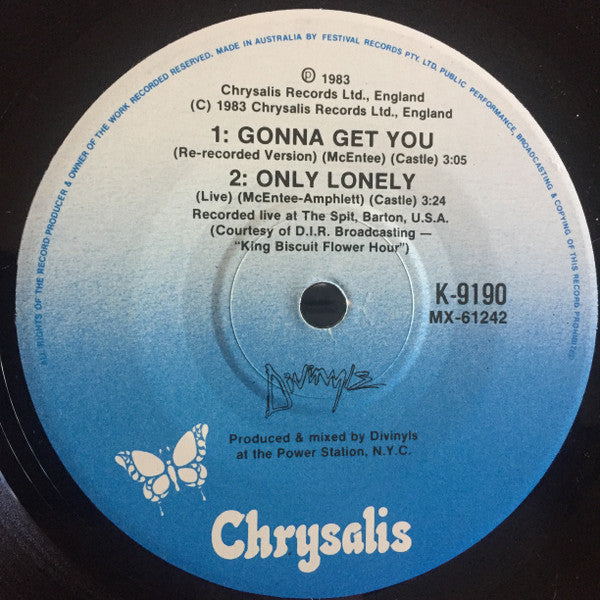 ALL RIGHTS OF THE RECORD PRODUCER & OWNER OF THE WORK RECORDED RESERVED. MADE IN AUSTRALIA BY FESTIVAL RECORDS PTY. LTD. PUBLIC PERFORMANCE, BROADCASTING & COPYING OF THIS RECORD PROHIBITED
℗ 1983
Chrysalis Records Ltd., England
(C) 1983 Chrysalis Records Ltd., England
1: GONNA GET YOU
(Re-recorded Version) (McEntee) (Castle) 3:05
2: ONLY LONELY
(Live) (McEntee-Amphlett) (Castle) 3:24
Recorded live at The Spit, Barton, U.S.A.
(Courtesy of D.I.R. Broadcasting —
"King Biscuit Flower Hour")
K-9190
MX-61242
Divinyls
Produced & mixed by Divinyls
at the Power Station, N.Y.C.
Chrysalis